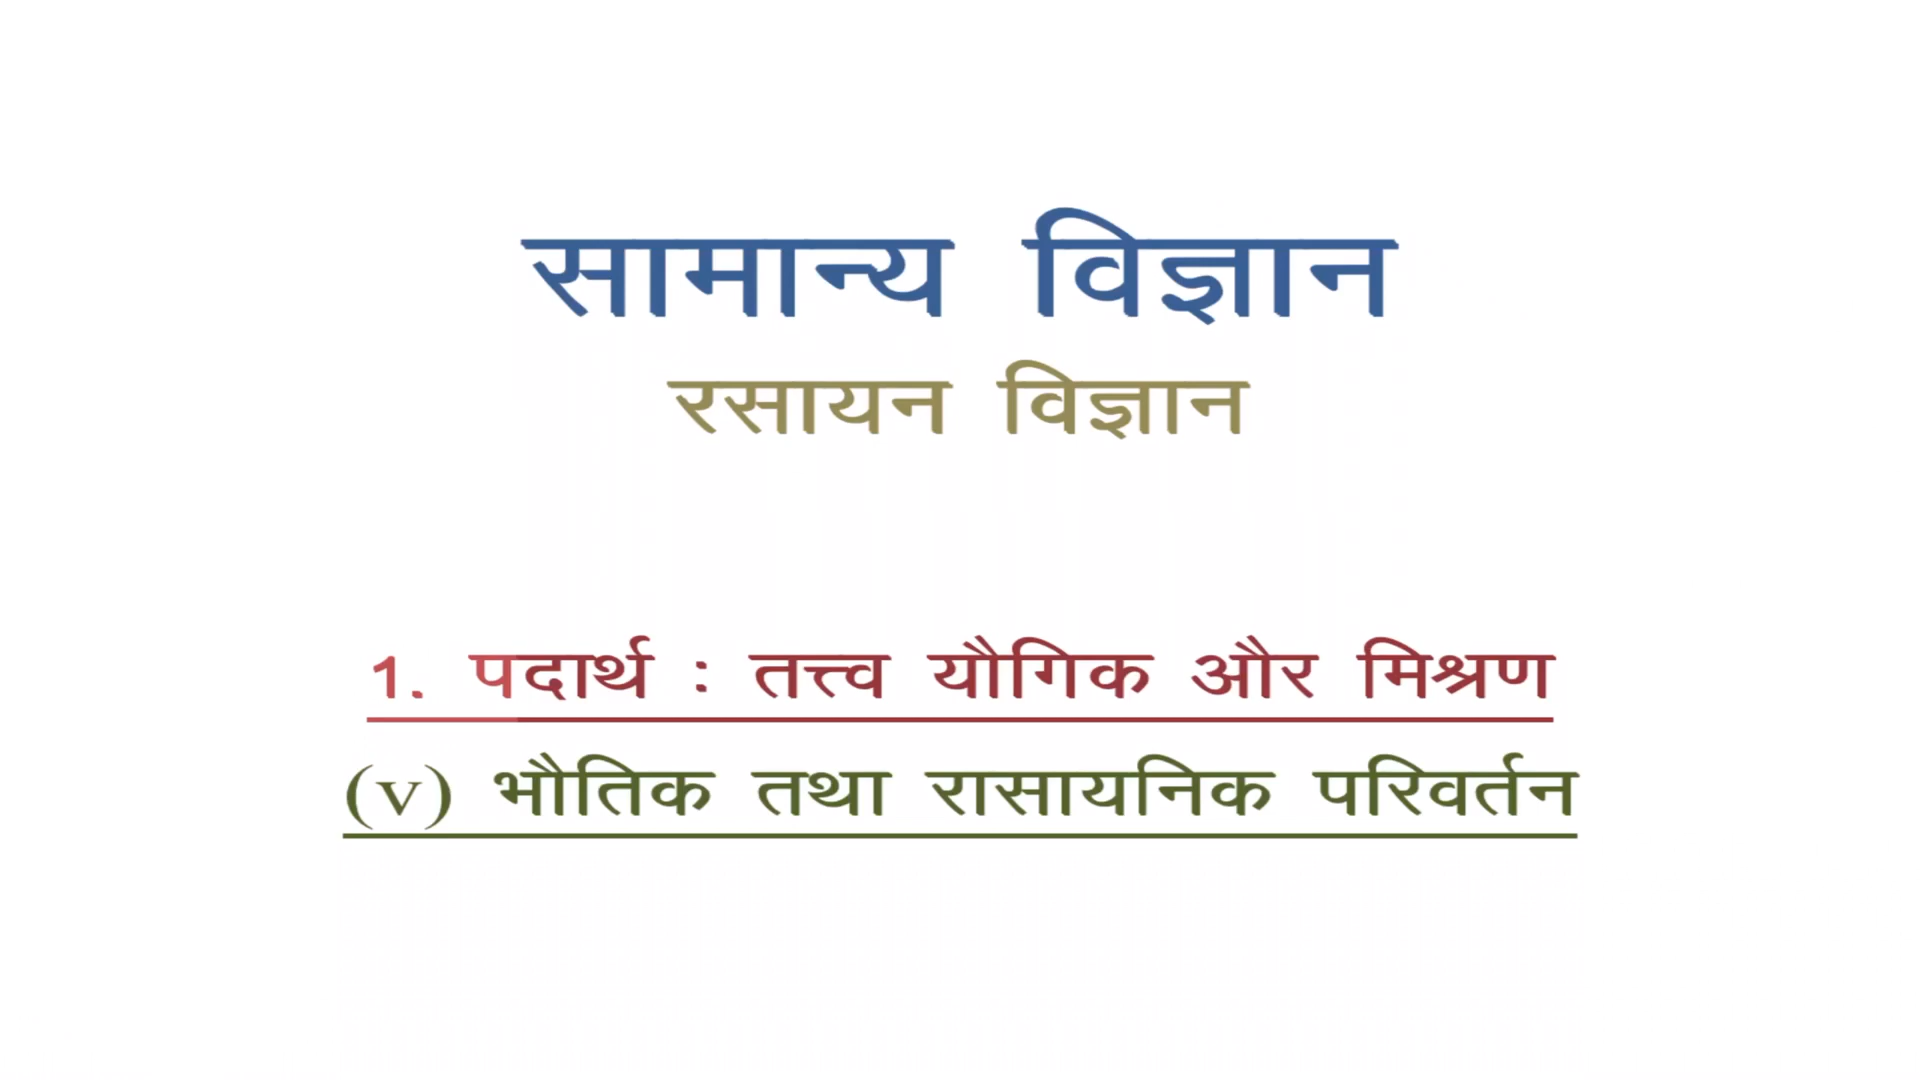 सामान्य विज्ञान
रसायन विज्ञान
1. पदार्थ : तत्त्व यौगिक और मिश्रण
(v) भौतिक तथा रासायनिक परिवर्तन